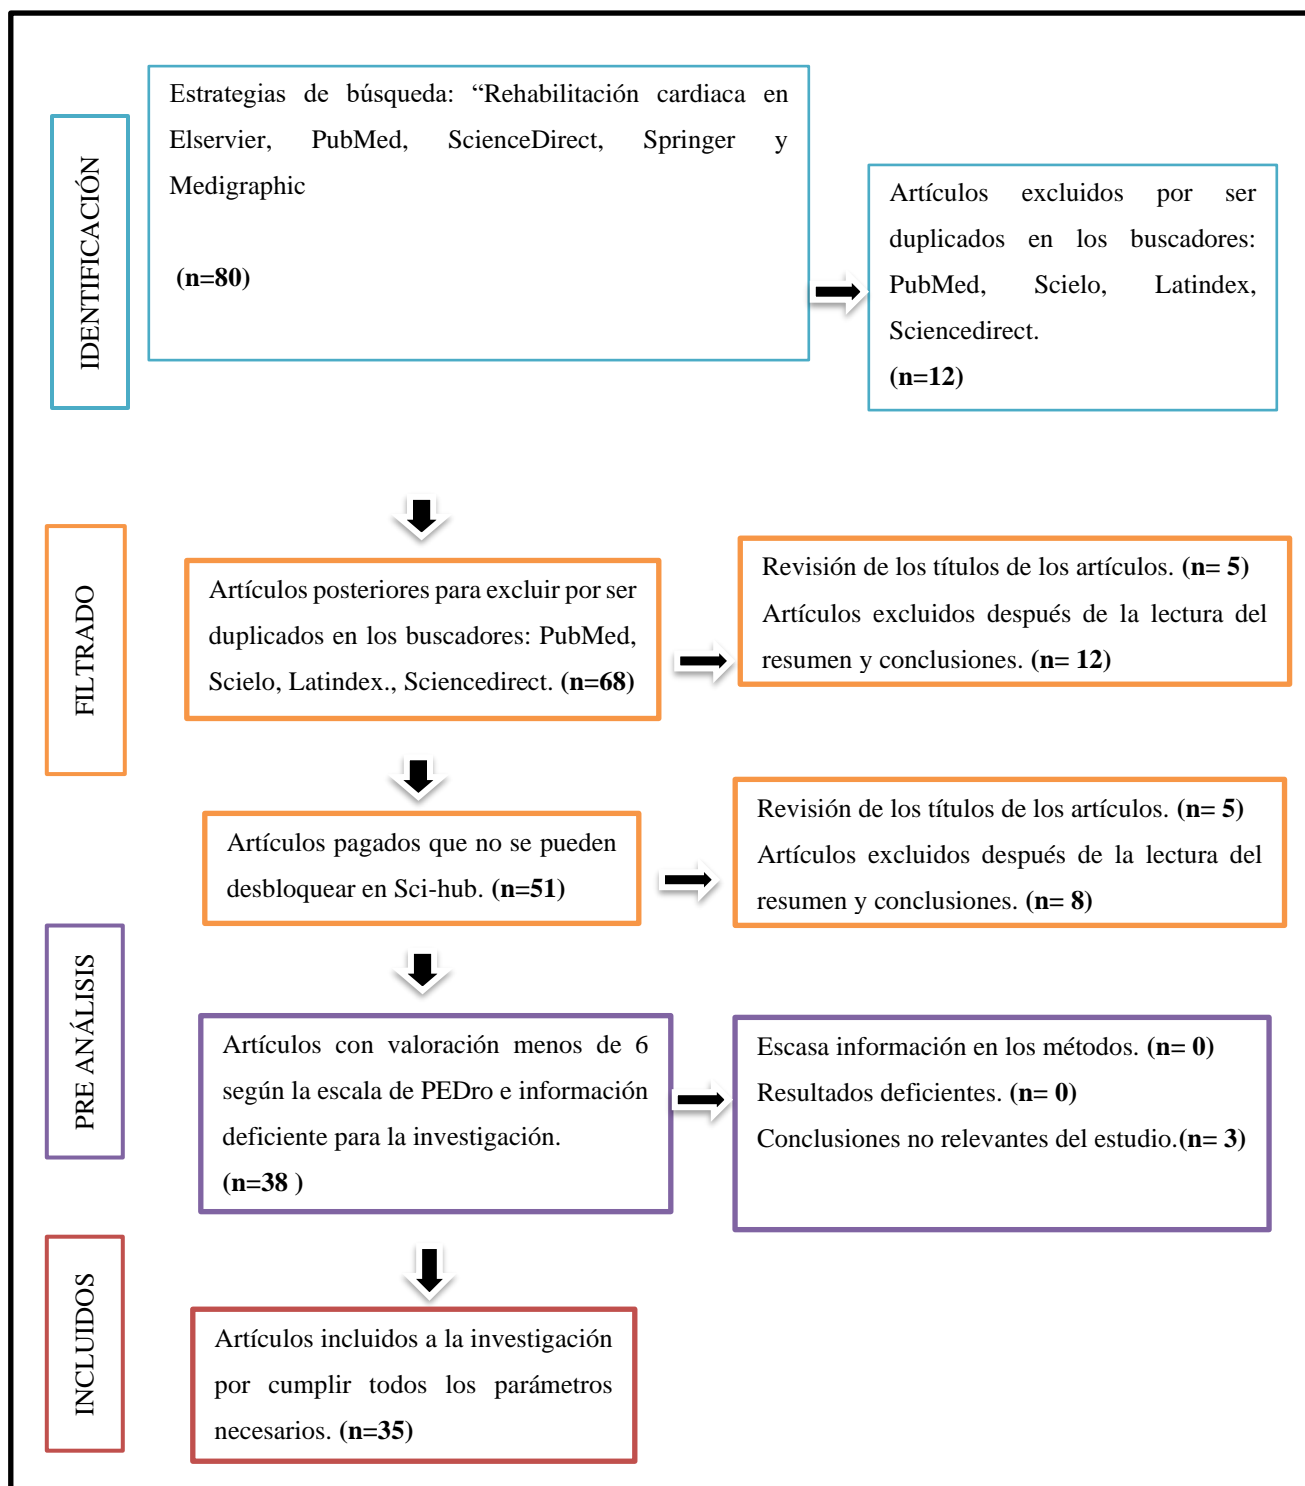 IDENTIFICACIÓN
Estrategias de búsqueda: “Rehabilitación cardiaca en
Elservier, PubMed, ScienceDirect, Springer y
Medigraphic
(n=80)
Artículos excluidos por ser
duplicados en los buscadores:
PubMed, Scielo, Latindex,
Sciencedirect.
(n=12)
FILTRADO
Artículos posteriores para excluir por ser
duplicados en los buscadores: PubMed,
Scielo, Latindex., Sciencedirect. (n=68)
Revisión de los títulos de los artículos. (n= 5)
Artículos excluidos después de la lectura del
resumen y conclusiones. (n= 12)
Artículos pagados que no se pueden
desbloquear en Sci-hub. (n=51)
Revisión de los títulos de los artículos. (n= 5)
Artículos excluidos después de la lectura del
resumen y conclusiones. (n= 8)
PRE ANÁLISIS
Artículos con valoración menos de 6
según la escala de PEDro e información
deficiente para la investigación.
(n=38 )
Escasa información en los métodos. (n= 0)
Resultados deficientes. (n= 0)
Conclusiones no relevantes del estudio.(n= 3)
INCLUIDOS
Artículos incluidos a la investigación
por cumplir todos los parámetros
necesarios. (n=35)